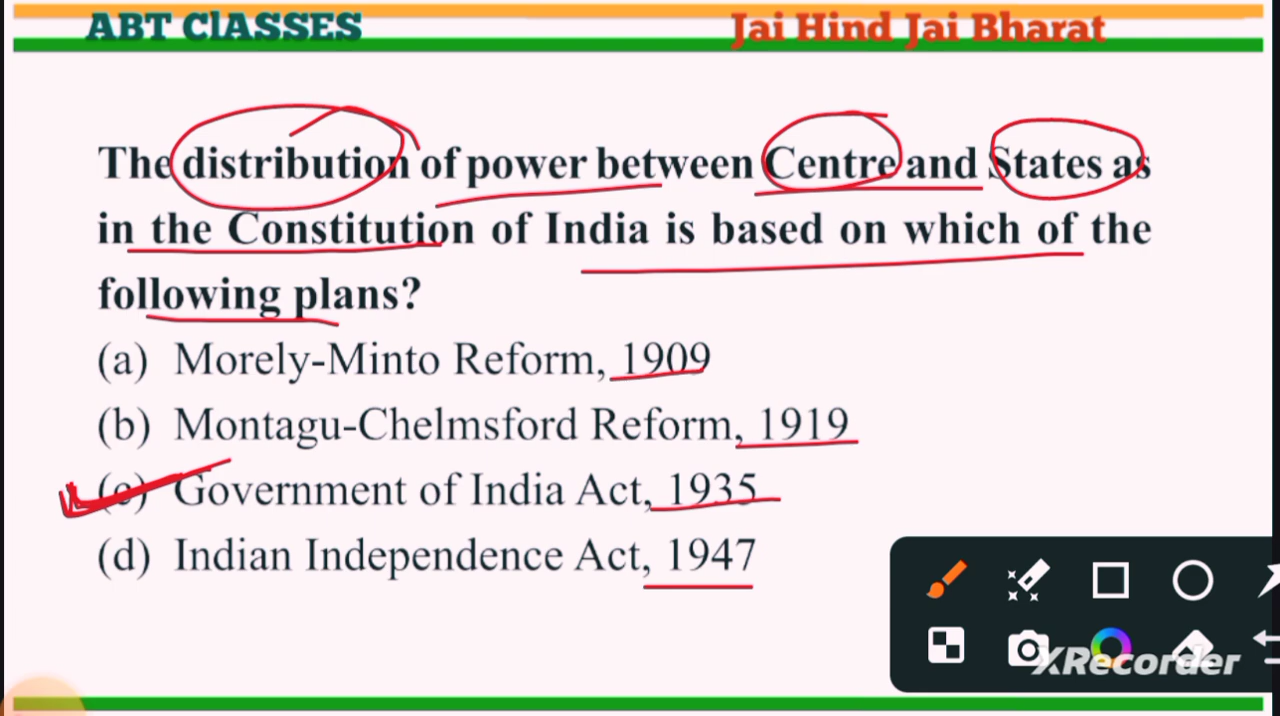 ABT ClASSES
Jai Hind Jai Bharat
The distribution of power between Centre and States as
in the Constitution of India is based on which of the
following plans?
(a) Morely-Minto Reform, 1909
(b) Montagu-Chelmsford Reform, 1919
(c) Government of India Act, 1935
(d) Indian Independence Act, 1947
XRecorder